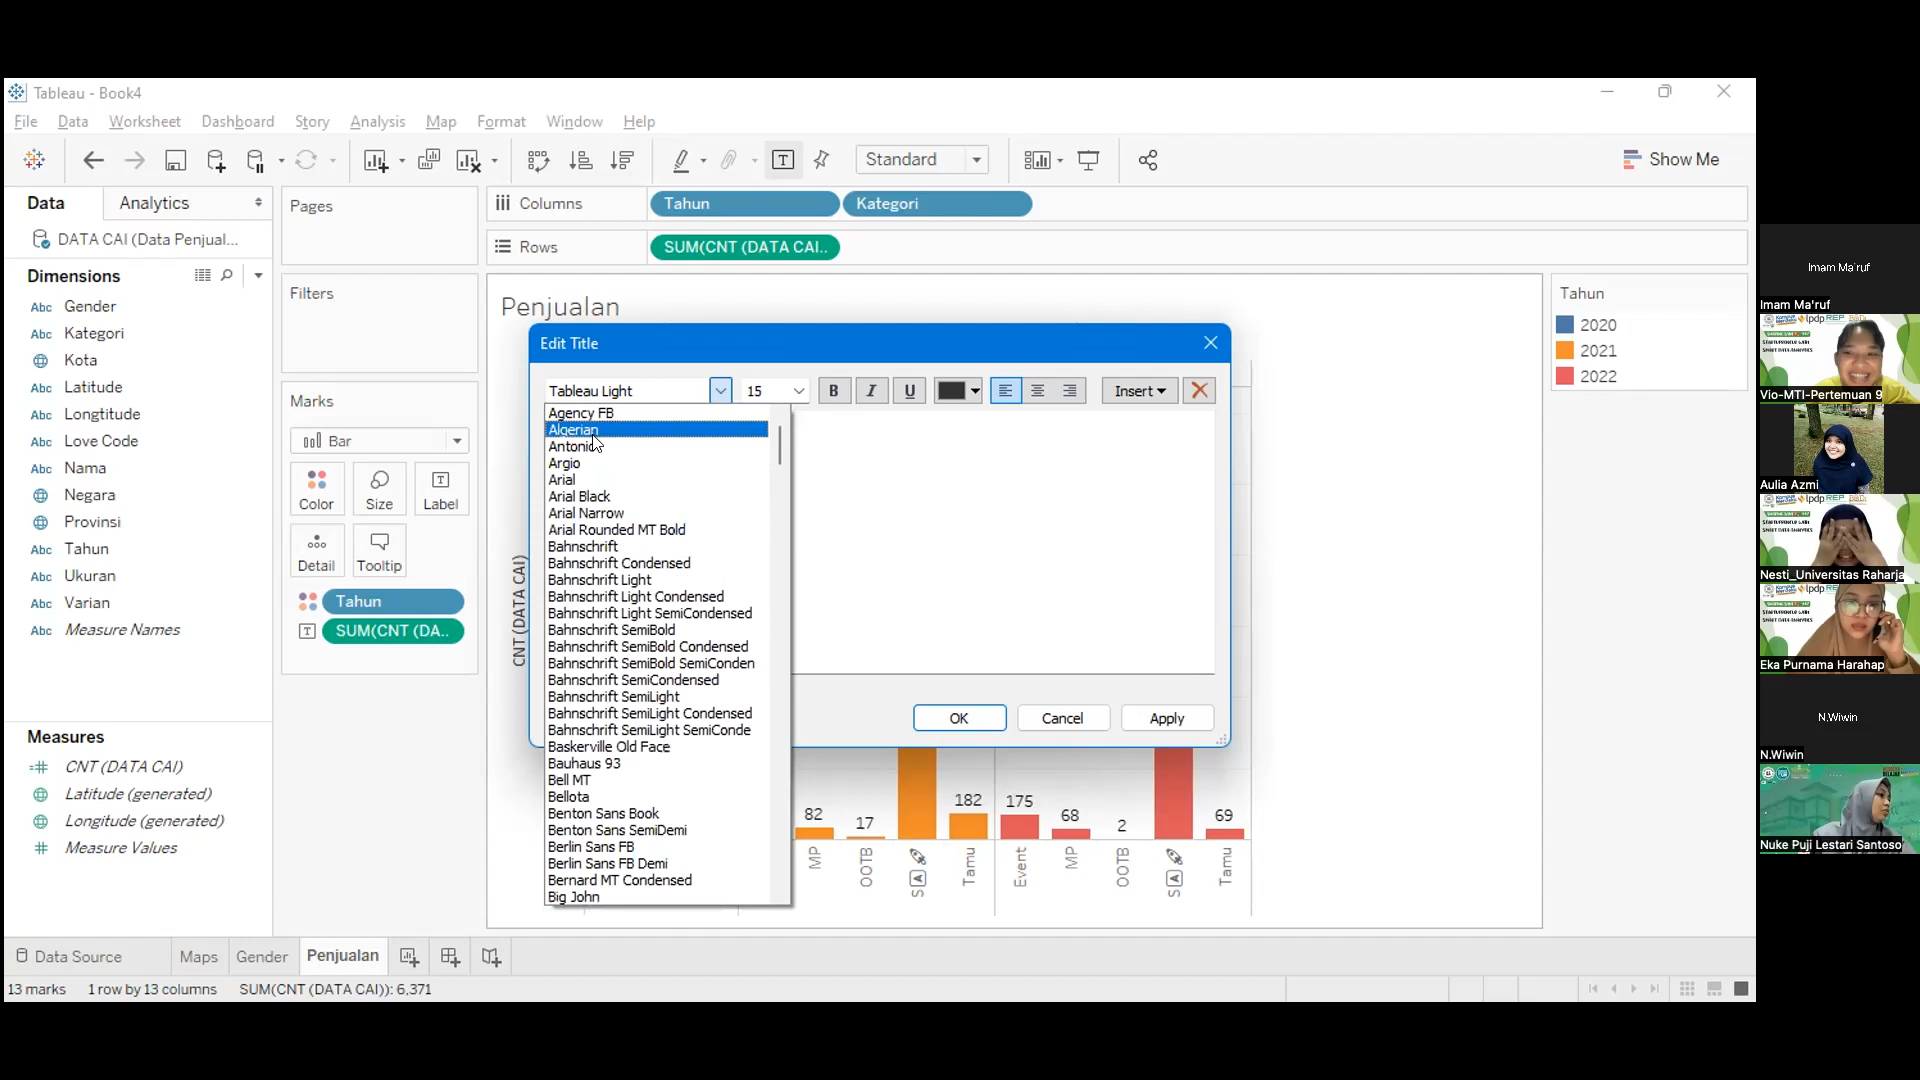 Tableau - Book4
File Data Worksheet Dashboard Story Analysis Map Format Window Help
Standard
Show Me
Data
Analytics
DATA CAI (Data Penjual...
Dimensions
Abc Gender
Abc Kategori
Kota
Abc Latitude
Abc Longtitude
Abc Love Code
Abc Nama
Negara
Provinsi
Abc Tahun
Abc Ukuran
Abc Varian
Abc Measure Names
Measures
CNT (DATA CAI)
Latitude (generated)
Longitude (generated)
Measure Values
Pages
Filters
Marks
Bar
Color
Size
Label
Detail
Tooltip
Tahun
SUM(CNT (DA..
Columns
Tahun
Kategori
Rows
SUM(CNT (DATA CAI..
Penjualan
Edit Title
Tableau Light
15
B I U
Insert
Agency FB
Algerian
Antonio
Argio
Arial
Arial Black
Arial Narrow
Arial Rounded MT Bold
Bahnschrift
Bahnschrift Condensed
Bahnschrift Light
Bahnschrift Light Condensed
Bahnschrift Light SemiCondensed
Bahnschrift SemiBold
Bahnschrift SemiBold Condensed
Bahnschrift SemiBold SemiConden
Bahnschrift SemiCondensed
Bahnschrift SemiLight
Bahnschrift SemiLight Condensed
Bahnschrift SemiLight SemiConde
Baskerville Old Face
Bauhaus 93
Bell MT
Bellota
Benton Sans Book
Benton Sans SemiDemi
Berlin Sans FB
Berlin Sans FB Demi
Bernard MT Condensed
Big John
OK
Cancel
Apply
CNT (DATA CAI)
82
17
182
175
68
2
69
MP
OOTB
S🅰🚀
Tamu
Event
MP
OOTB
S🅰🚀
Tamu
Tahun
2020
2021
2022
Data Source
Maps
Gender
Penjualan
13 marks
1 row by 13 columns
SUM(CNT (DATA CAI)): 6,371
Imam Ma'ruf
Imam Ma'ruf
Vio-MTI-Pertemuan 9
Aulia Azmi
Nesti_Universitas Raharja
Eka Purnama Harahap
N.Wiwin
N.Wiwin
Nuke Puji Lestari Santoso